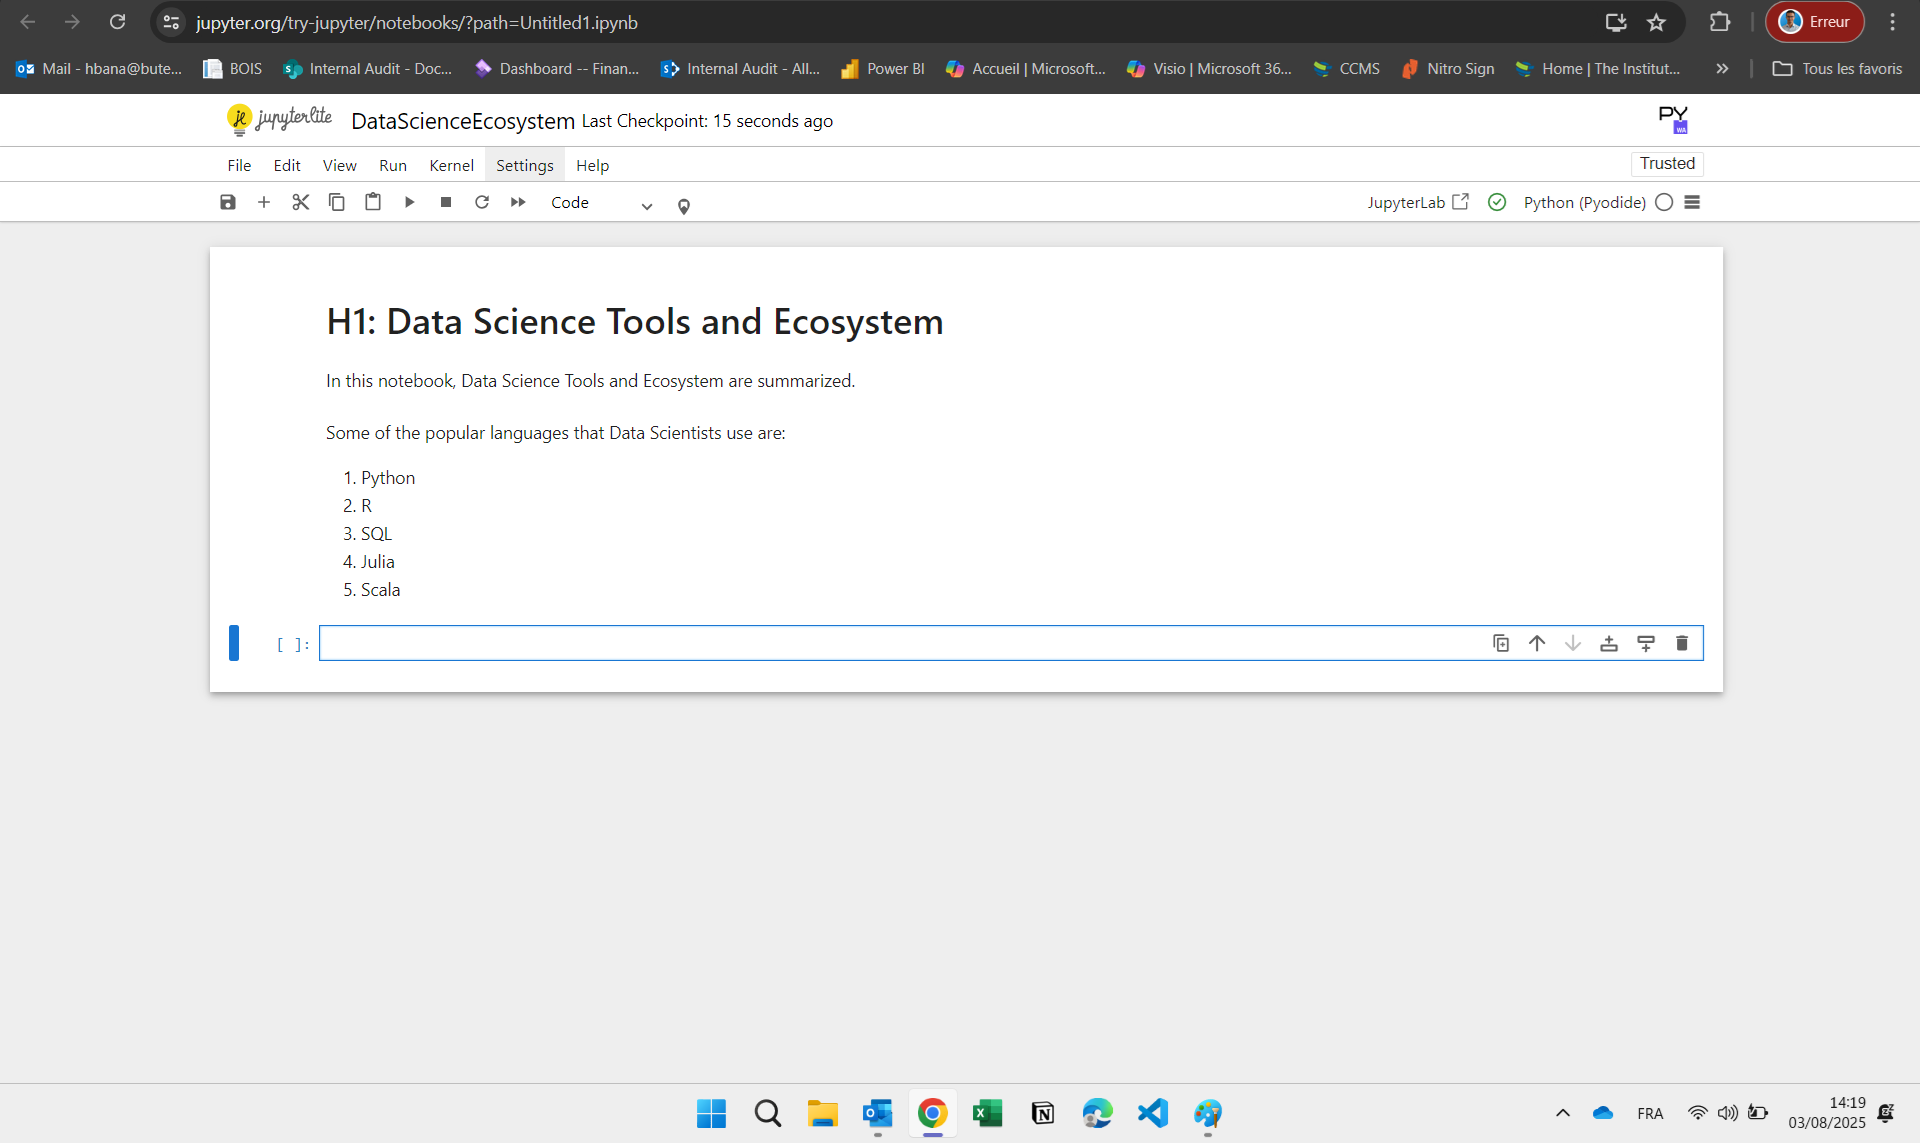 jupyter.org/try-jupyter/notebooks/?path=Untitled1.ipynb
Erreur
Mail - hbana@bute...
BOIS
Internal Audit - Doc...
Dashboard -- Finan...
Internal Audit - All...
Power BI
Accueil | Microsoft...
Visio | Microsoft 36...
CCMS
Nitro Sign
Home | The Institut...
Tous les favoris
jupyterlite
DataScienceEcosystem Last Checkpoint: 15 seconds ago
PY
WA
File Edit View Run Kernel Settings Help
Trusted
Code
JupyterLab
Python (Pyodide)
H1: Data Science Tools and Ecosystem
In this notebook, Data Science Tools and Ecosystem are summarized.
Some of the popular languages that Data Scientists use are:
1. Python
2. R
3. SQL
4. Julia
5. Scala
[ ]:
FRA
14:19
03/08/2025